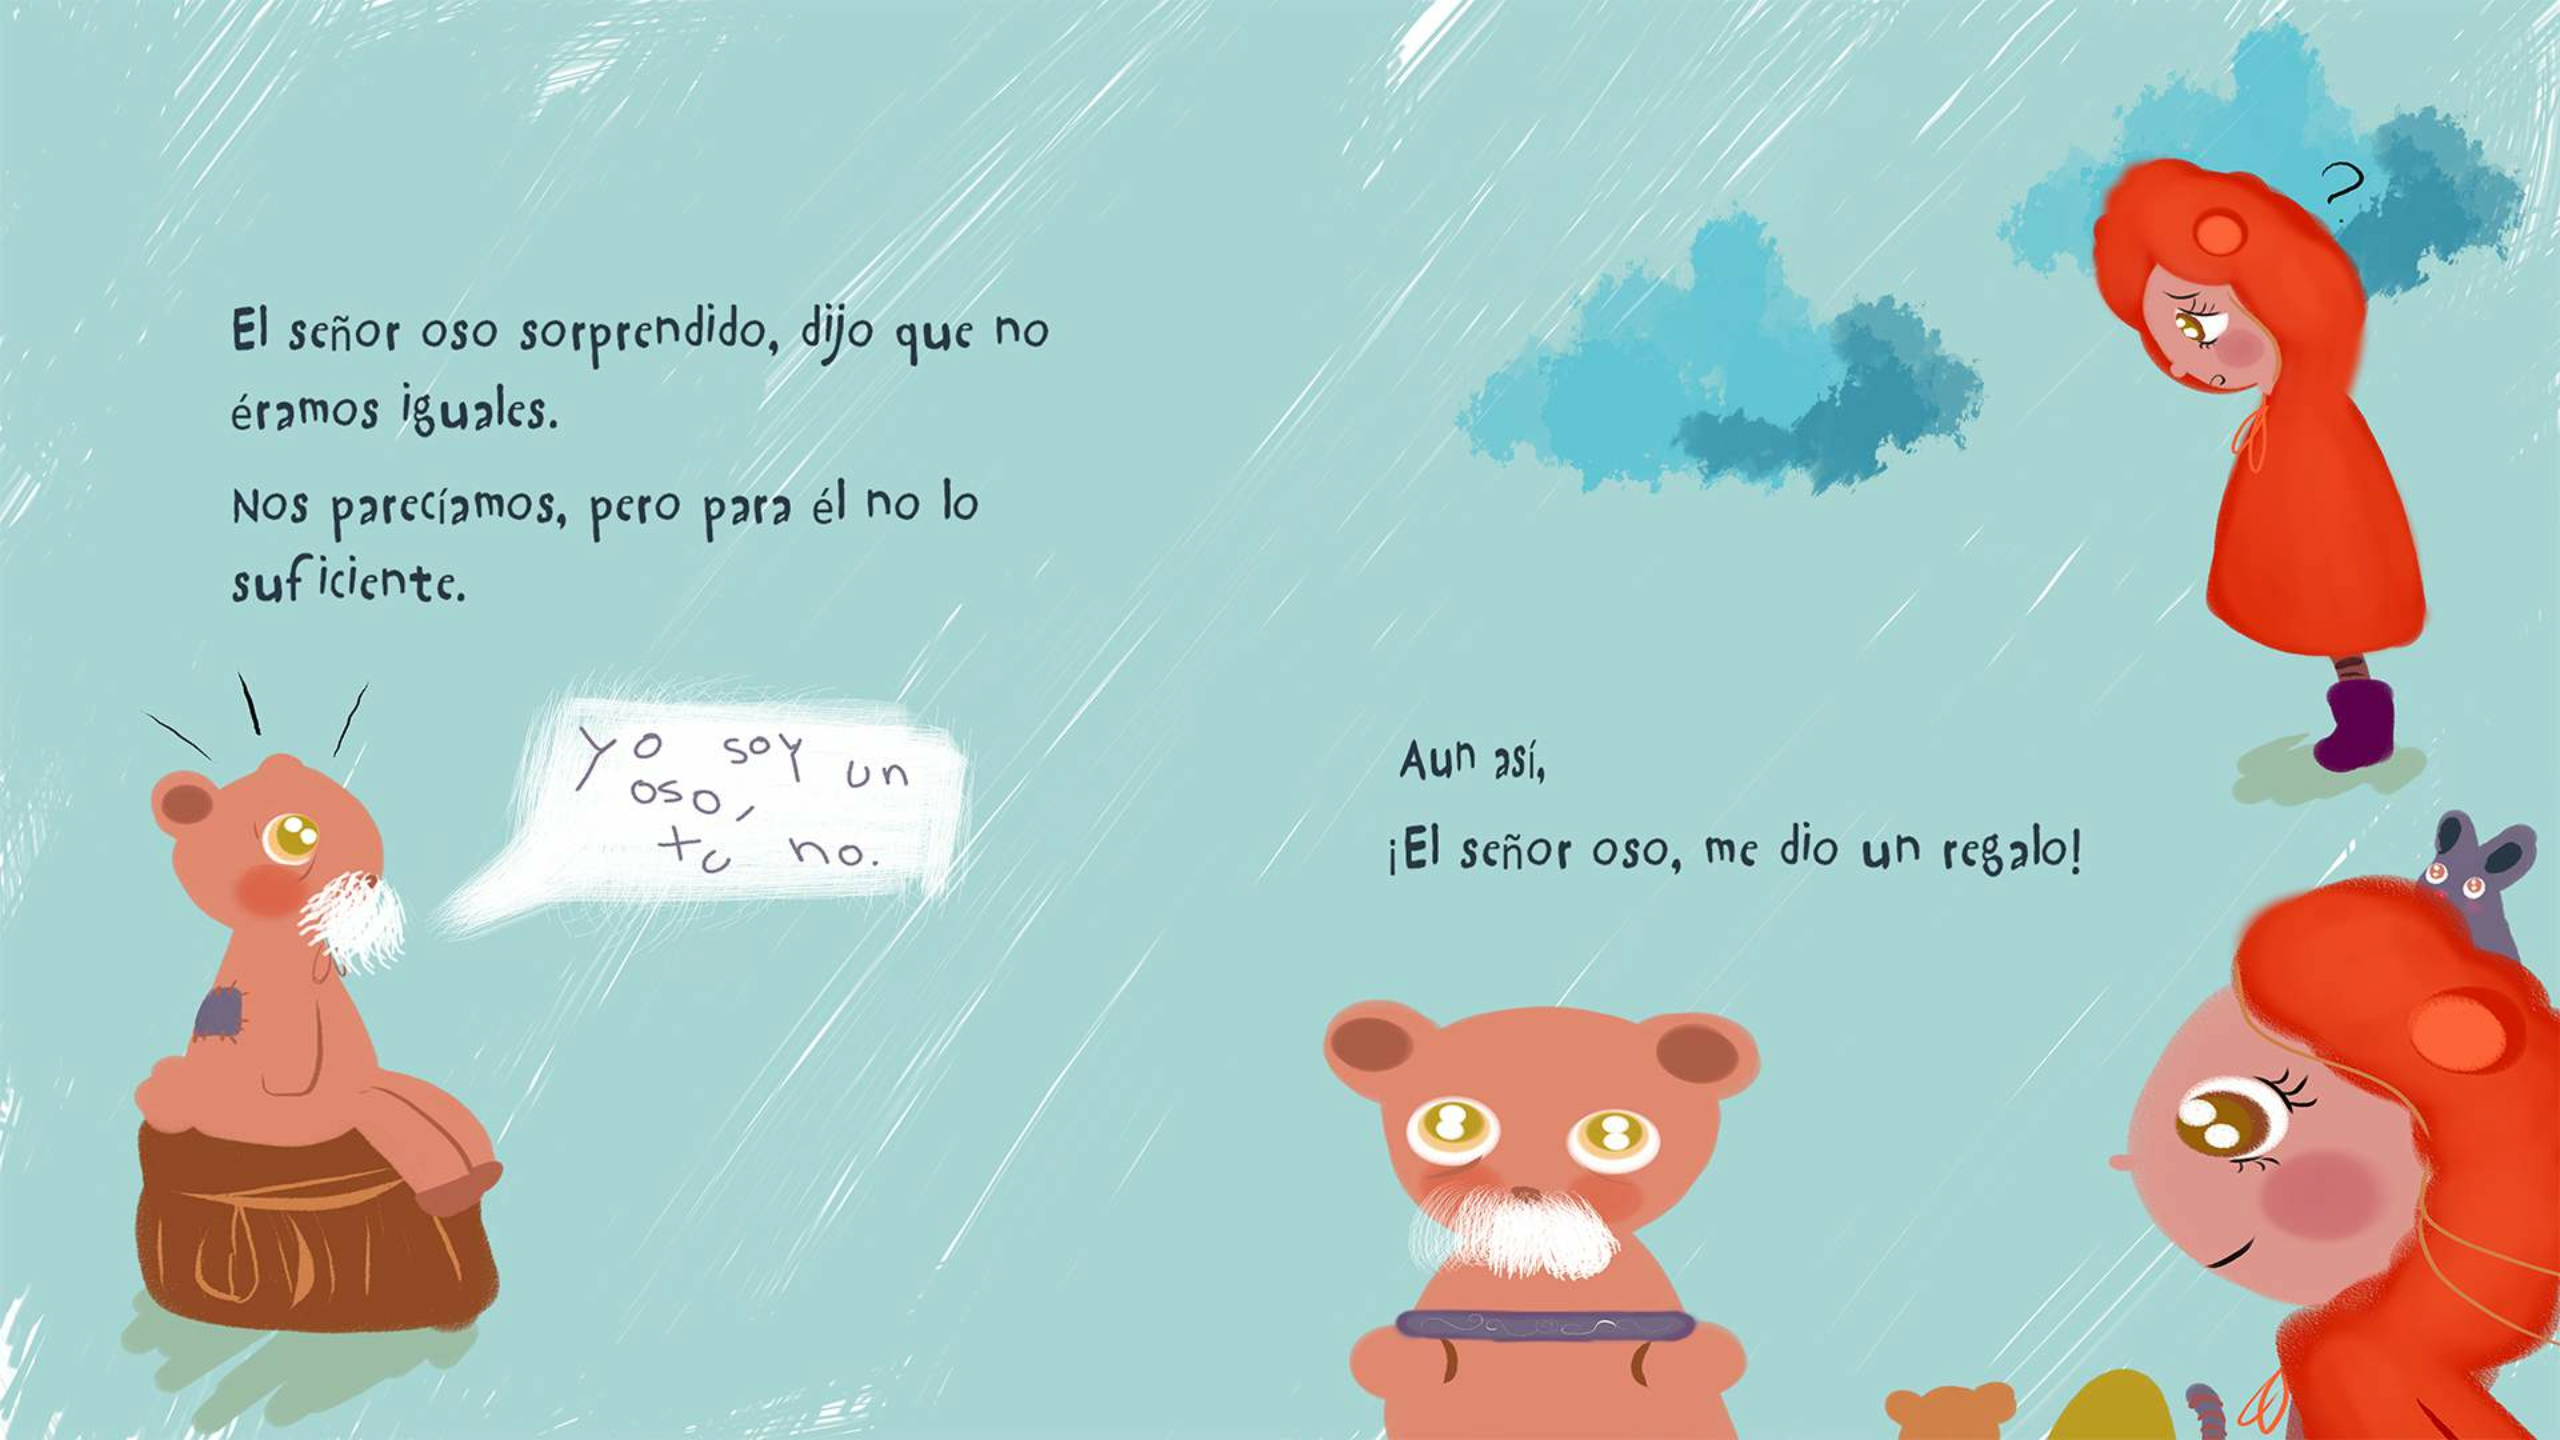 El señor oso sorprendido, dijo que no
éramos iguales.
Nos parecíamos, pero para él no lo
suficiente.
yo soy un
oso,
tu no.
?
Aun así,
¡El señor oso, me dio un regalo!